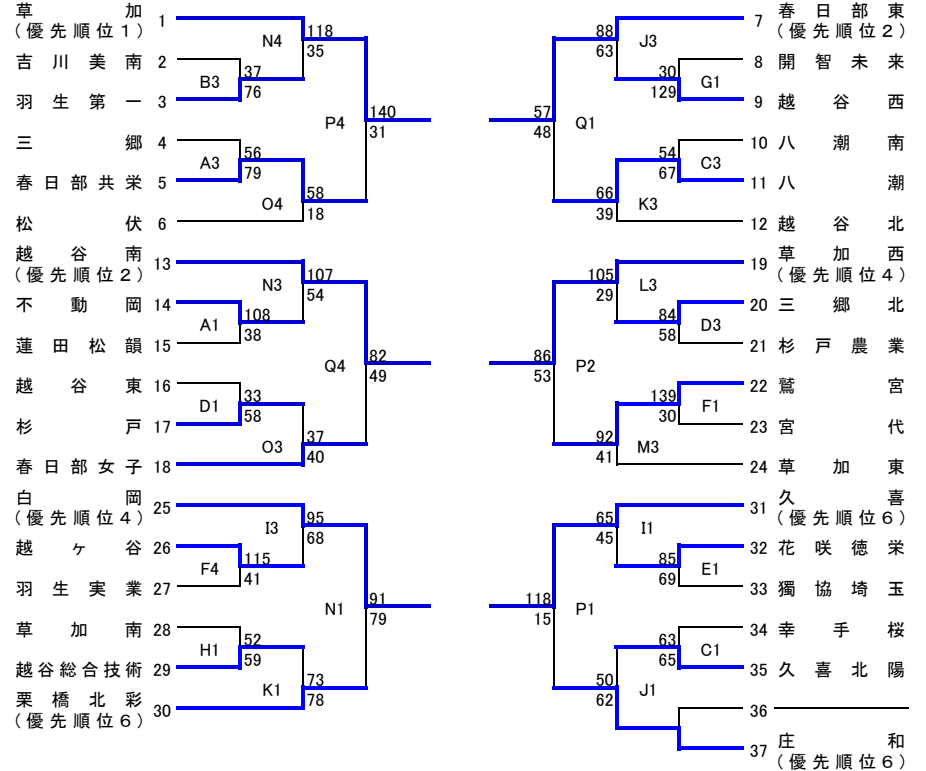 草加 1
(優先順位1)
N4 118 35
吉川美南 2
B3 37 76
羽生第一 3
P4 140 31
三郷 4
A3 56 79
春日部共栄 5
O4 58 18
松伏 6
越谷南 13
(優先順位2)
N3 107 54
不動岡 14
A1 108 38
蓮田松韻 15
Q4 82 49
越谷東 16
D1 33 58
杉戸 17
O3 37 40
春日部女子 18
白岡 25
(優先順位4)
I3 95 68
越ヶ谷 26
F4 115 41
羽生実業 27
N1 91 79
草加南 28
H1 52 59
越谷総合技術 29
K1 73 78
栗橋北彩 30
(優先順位6)
7 春日部東
(優先順位2)
88 63 J3
8 開智未来
30 129 G1
9 越谷西
57 48 Q1
10 八潮南
54 67 C3
11 八潮
66 39 K3
12 越谷北
19 草加西
(優先順位4)
105 29 L3
20 三郷北
84 58 D3
21 杉戸農業
86 53 P2
22 鷲宮
139 30 F1
23 宮代
92 41 M3
24 草加東
31 久喜
(優先順位6)
65 45 I1
32 花咲徳栄
85 69 E1
33 獨協埼玉
118 15 P1
34 幸手桜
63 65 C1
35 久喜北陽
50 62 J1
36
37 庄和
(優先順位6)